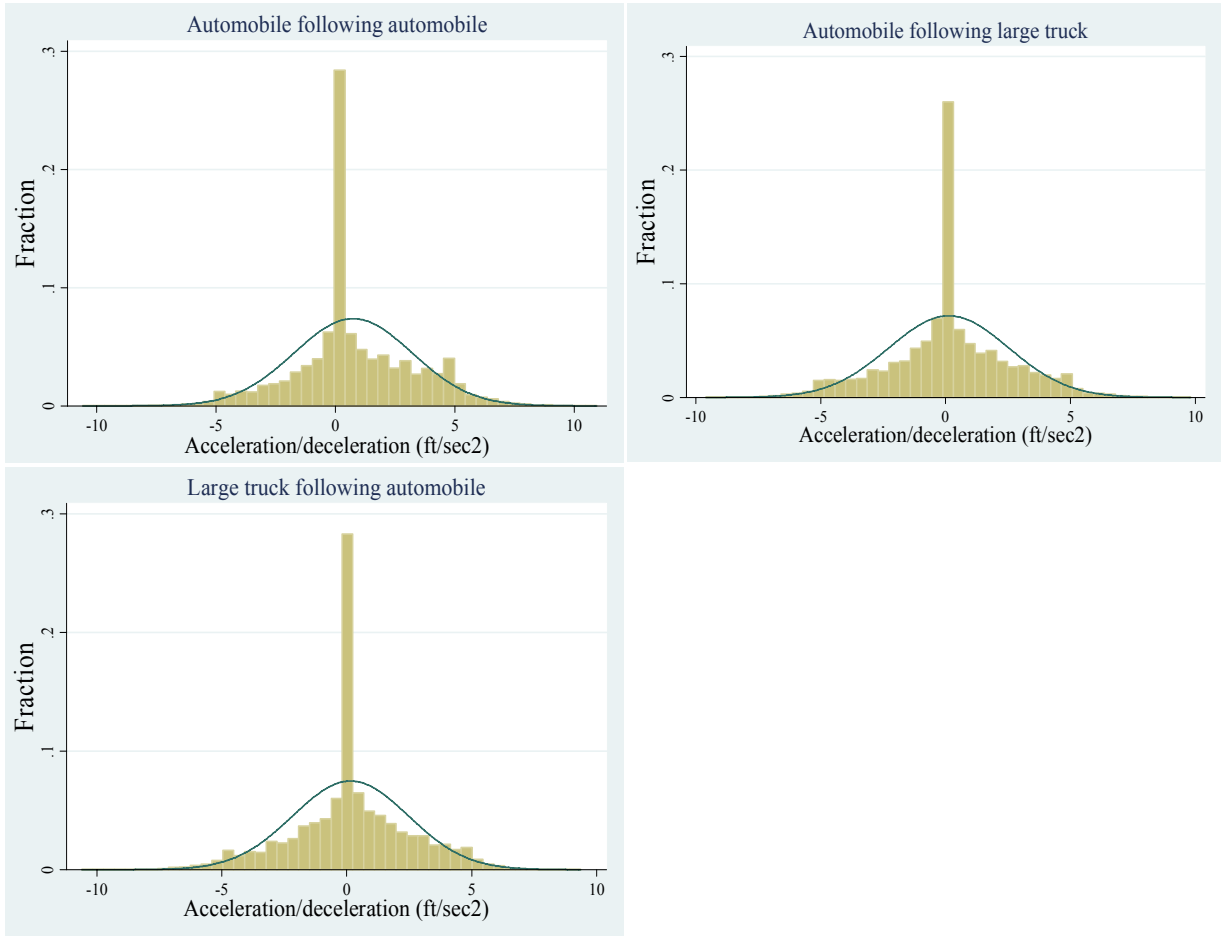 Automobile following automobile
Fraction
.3
.2
.1
0
-10 -5 0 5 10
Acceleration/deceleration (ft/sec2)
Automobile following large truck
Fraction
.3
.2
.1
0
-10 -5 0 5 10
Acceleration/deceleration (ft/sec2)
Large truck following automobile
Fraction
.3
.2
.1
0
-10 -5 0 5 10
Acceleration/deceleration (ft/sec2)